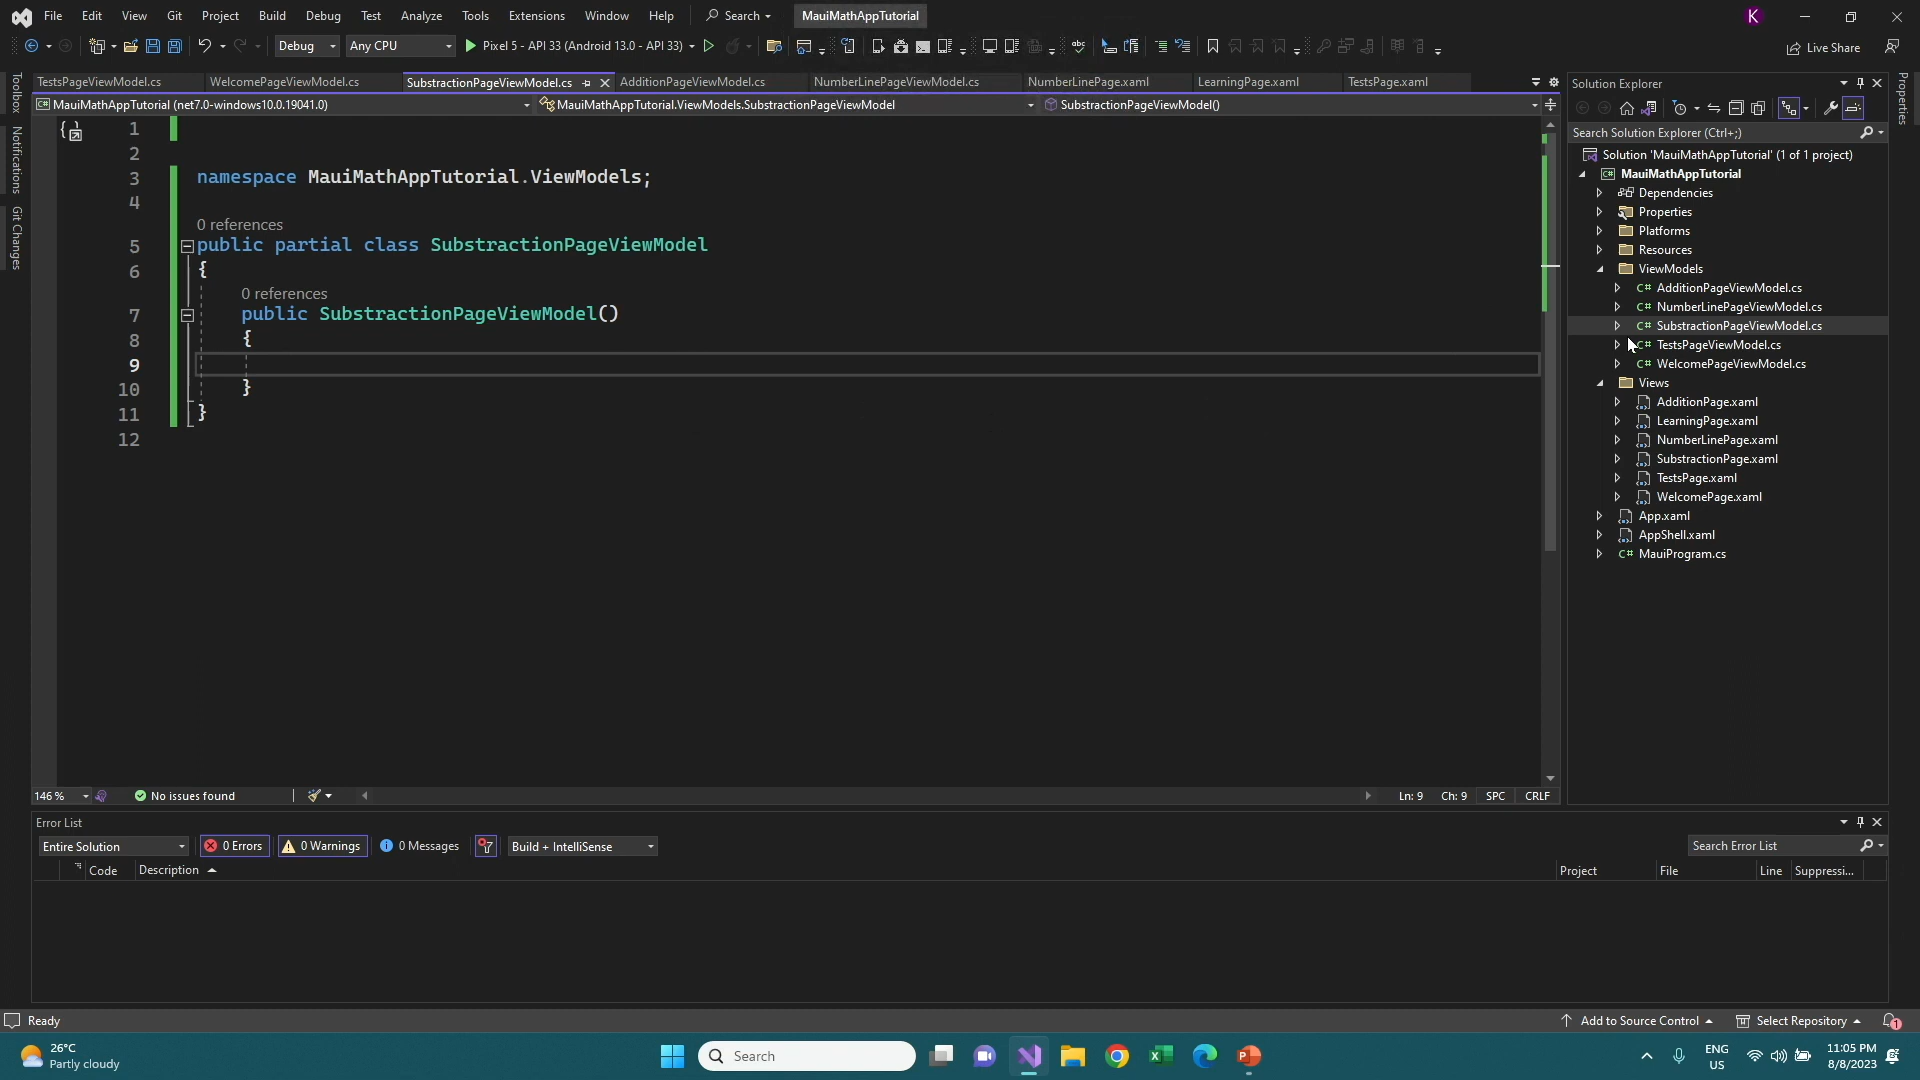 File Edit View Git Project Build Debug Test Analyze Tools Extensions Window Help Search MauiMathAppTutorial K
Debug Any CPU Pixel 5 - API 33 (Android 13.0 - API 33) Live Share
Toolbox
Notifications
Git Changes
TestsPageViewModel.cs WelcomePageViewModel.cs SubstractionPageViewModel.cs AdditionPageViewModel.cs NumberLinePageViewModel.cs NumberLinePage.xaml LearningPage.xaml TestsPage.xaml
MauiMathAppTutorial (net7.0-windows10.0.19041.0) MauiMathAppTutorial.ViewModels.SubstractionPageViewModel SubstractionPageViewModel()
1
2
3 namespace MauiMathAppTutorial.ViewModels;
4
0 references
5 public partial class SubstractionPageViewModel
6 {
0 references
7 public SubstractionPageViewModel()
8 {
9
10 }
11 }
12
146 % No issues found Ln: 9 Ch: 9 SPC CRLF
Solution Explorer
Search Solution Explorer (Ctrl+;)
Solution 'MauiMathAppTutorial' (1 of 1 project)
C# MauiMathAppTutorial
Dependencies
Properties
Platforms
Resources
ViewModels
C# AdditionPageViewModel.cs
C# NumberLinePageViewModel.cs
C# SubstractionPageViewModel.cs
C# TestsPageViewModel.cs
C# WelcomePageViewModel.cs
Views
AdditionPage.xaml
LearningPage.xaml
NumberLinePage.xaml
SubstractionPage.xaml
TestsPage.xaml
WelcomePage.xaml
App.xaml
AppShell.xaml
C# MauiProgram.cs
Properties
Error List
Entire Solution 0 Errors 0 Warnings 0 Messages Build + IntelliSense Search Error List
Code Description Project File Line Suppressi...
Ready Add to Source Control Select Repository 1
26°C
Partly cloudy
Search
ENG
US
11:05 PM
8/8/2023